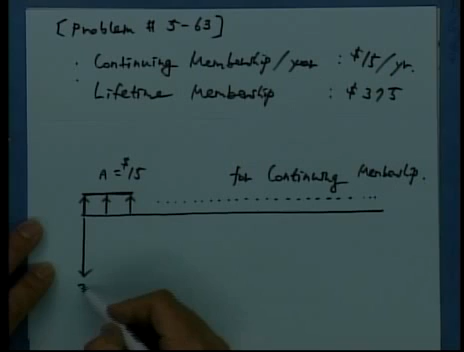 [Problem # 5-63]
: Continuing Membership/year : $15/yr.
Lifetime Membership : $375
A = $15
for Continuing Membership.